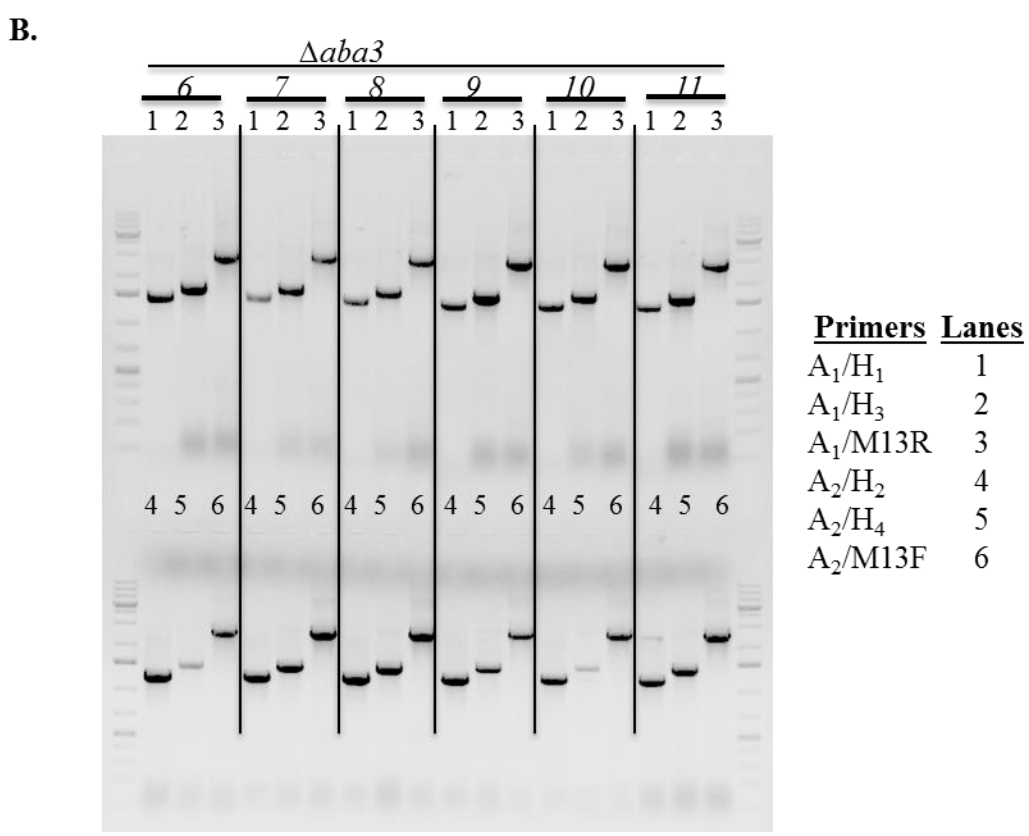 B.
Δaba3
6 7 8 9 10 11
1 2 3 1 2 3 1 2 3 1 2 3 1 2 3 1 2 3
4 5 6 4 5 6 4 5 6 4 5 6 4 5 6 4 5 6
Primers Lanes
A₁/H₁ 1
A₁/H₃ 2
A₁/M13R 3
A₂/H₂ 4
A₂/H₄ 5
A₂/M13F 6